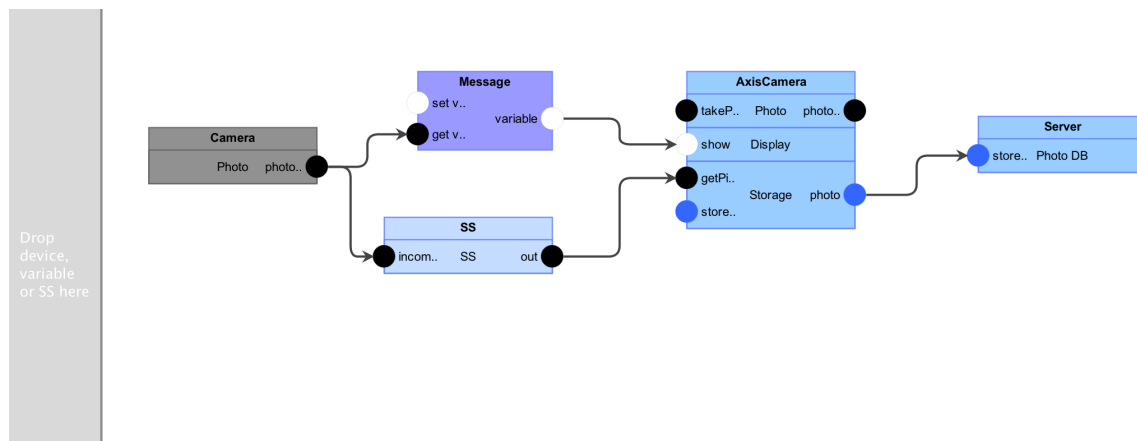 Drop
device,
variable
or SS here
Camera
Photo photo..
Message
set v..
variable
get v..
SS
incom.. SS out
AxisCamera
takeP.. Photo photo..
show Display
getPi..
Storage photo
store..
Server
store.. Photo DB